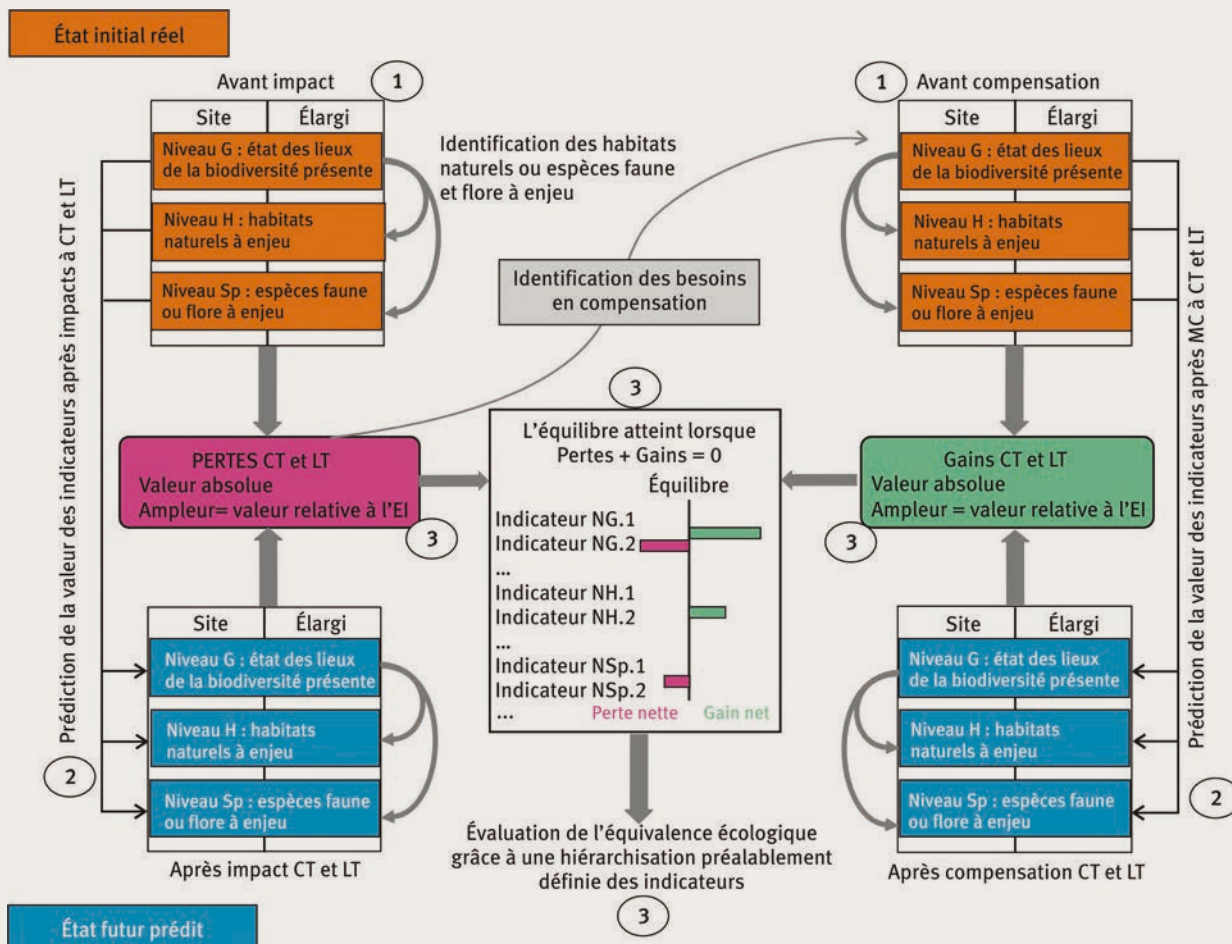 État initial réel
Avant impact
1
Site
Élargi
Niveau G : état des lieux
de la biodiversité présente
Niveau H : habitats
naturels à enjeu
Niveau Sp : espèces faune
ou flore à enjeu
Identification des habitats
naturels ou espèces faune
et flore à enjeu
1
Avant compensation
Site
Élargi
Niveau G : état des lieux
de la biodiversité présente
Niveau H : habitats
naturels à enjeu
Niveau Sp : espèces faune
ou flore à enjeu
Identification des besoins
en compensation
Prédiction de la valeur des indicateurs après impacts à CT et LT
2
Prédiction de la valeur des indicateurs après MC à CT et LT
2
PERTES CT et LT
Valeur absolue
Ampleur= valeur relative à l'EI
3
3
L'équilibre atteint lorsque
Pertes + Gains = 0
Équilibre
Indicateur NG.1
Indicateur NG.2
...
Indicateur NH.1
Indicateur NH.2
...
Indicateur NSp.1
Indicateur NSp.2
...
Perte nette
Gain net
Gains CT et LT
Valeur absolue
Ampleur = valeur relative à l'EI
3
Site
Élargi
Niveau G : état des lieux
de la biodiversité présente
Niveau H : habitats
naturels à enjeu
Niveau Sp : espèces faune
ou flore à enjeu
Après impact CT et LT
Site
Élargi
Niveau G : état des lieux
de la biodiversité présente
Niveau H : habitats
naturels à enjeu
Niveau Sp : espèces faune
ou flore à enjeu
Après compensation CT et LT
Évaluation de l'équivalence écologique
grâce à une hiérarchisation préalablement
définie des indicateurs
3
État futur prédit